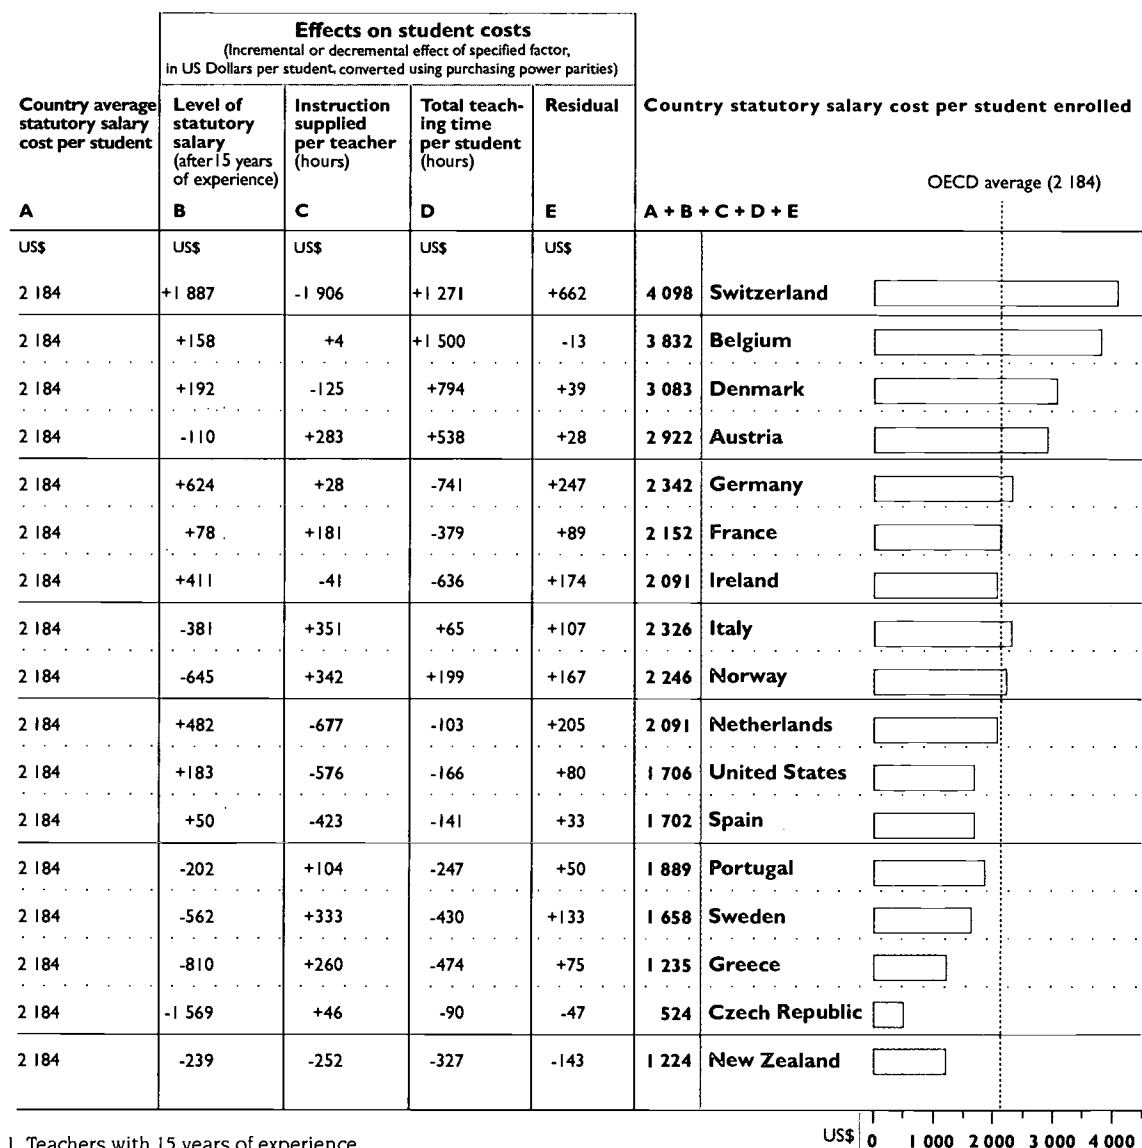 Effects on student costs
(Incremental or decremental effect of specified factor,
in US Dollars per student, converted using purchasing power parities)
Country average statutory salary cost per student
Level of statutory salary (after 15 years of experience)
Instruction supplied per teacher (hours)
Total teach-ing time per student (hours)
Residual
Country statutory salary cost per student enrolled
OECD average (2 184)
A B C D E A + B + C + D + E
US$ US$ US$ US$ US$
2 184 +1 887 -1 906 +1 271 +662 4 098 Switzerland
2 184 +158 +4 +1 500 -13 3 832 Belgium
2 184 +192 -125 +794 +39 3 083 Denmark
2 184 -110 +283 +538 +28 2 922 Austria
2 184 +624 +28 -741 +247 2 342 Germany
2 184 +78 +181 -379 +89 2 152 France
2 184 +411 -41 -636 +174 2 091 Ireland
2 184 -381 +351 +65 +107 2 326 Italy
2 184 -645 +342 +199 +167 2 246 Norway
2 184 +482 -677 -103 +205 2 091 Netherlands
2 184 +183 -576 -166 +80 1 706 United States
2 184 +50 -423 -141 +33 1 702 Spain
2 184 -202 +104 -247 +50 1 889 Portugal
2 184 -562 +333 -430 +133 1 658 Sweden
2 184 -810 +260 -474 +75 1 235 Greece
2 184 -1 569 +46 -90 -47 524 Czech Republic
2 184 -239 -252 -327 -143 1 224 New Zealand
US$ 0 1 000 2 000 3 000 4 000
1. Teachers with 15 years of experience